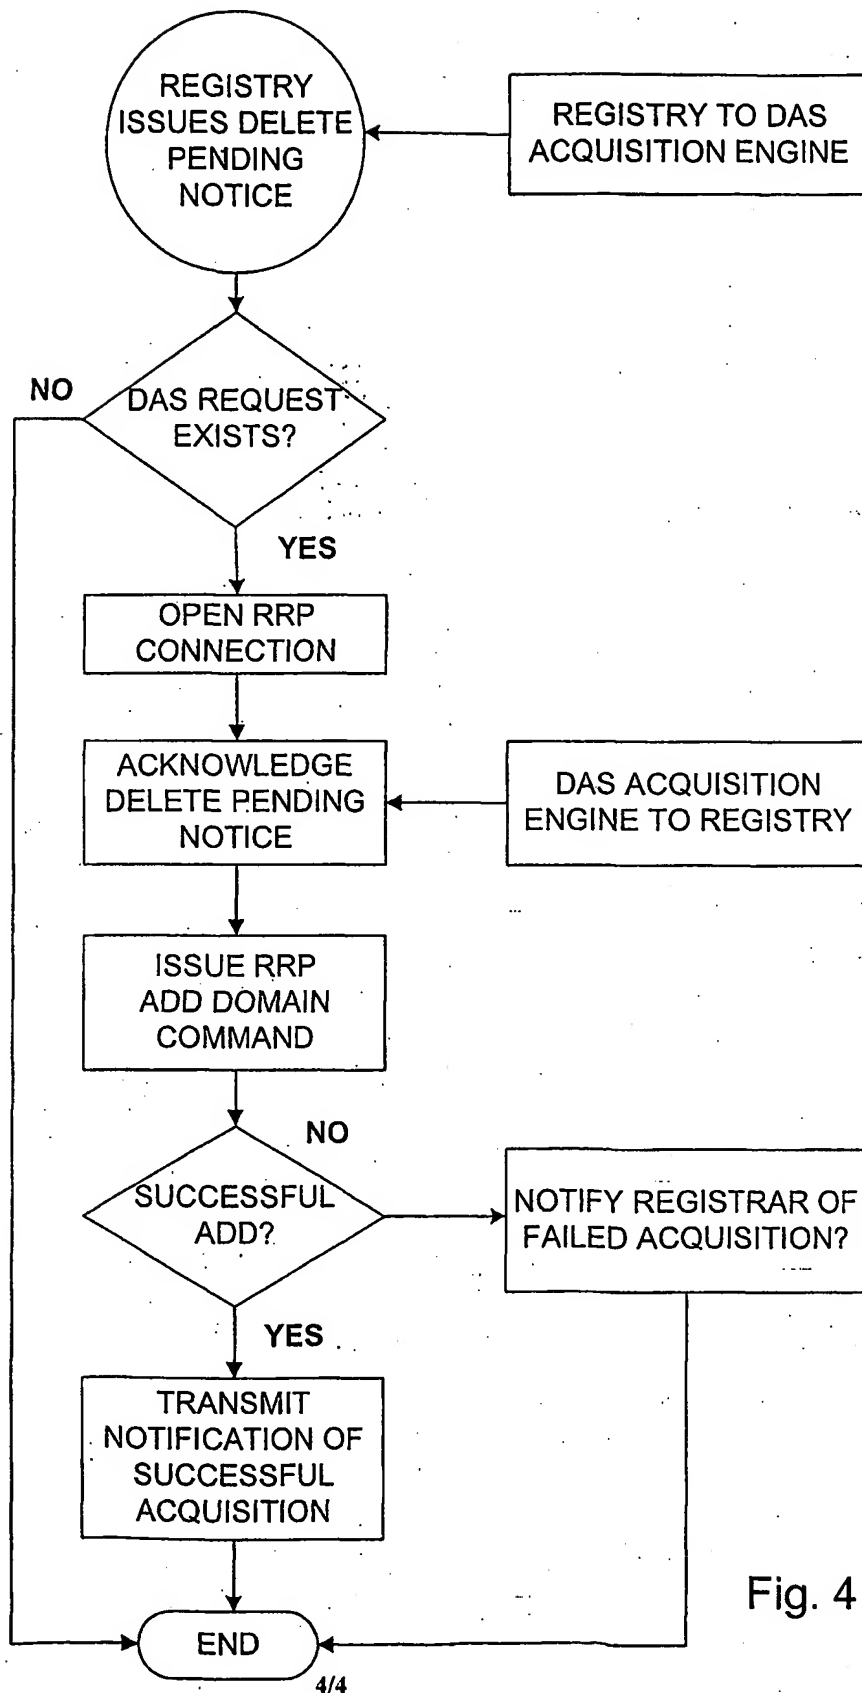 REGISTRY
ISSUES DELETE
PENDING
NOTICE
REGISTRY TO DAS
ACQUISITION ENGINE
DAS REQUEST
EXISTS?
NO
YES
OPEN RRP
CONNECTION
ACKNOWLEDGE
DELETE PENDING
NOTICE
DAS ACQUISITION
ENGINE TO REGISTRY
ISSUE RRP
ADD DOMAIN
COMMAND
SUCCESSFUL
ADD?
NO
NOTIFY REGISTRAR OF
FAILED ACQUISITION?
YES
TRANSMIT
NOTIFICATION OF
SUCCESSFUL
ACQUISITION
END
Fig. 4
4/4